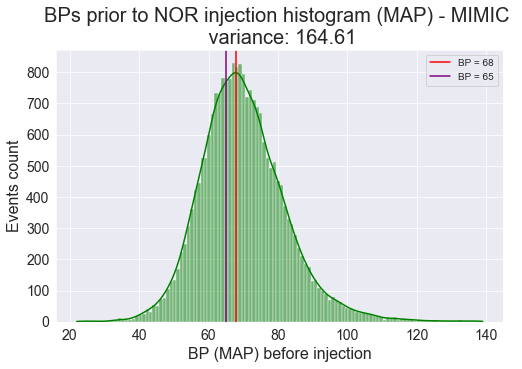 BPs prior to NOR injection histogram (MAP) - MIMIC
variance: 164.61
BP = 68
BP = 65
Events count
800
700
600
500
400
300
200
100
0
20 40 60 80 100 120 140
BP (MAP) before injection